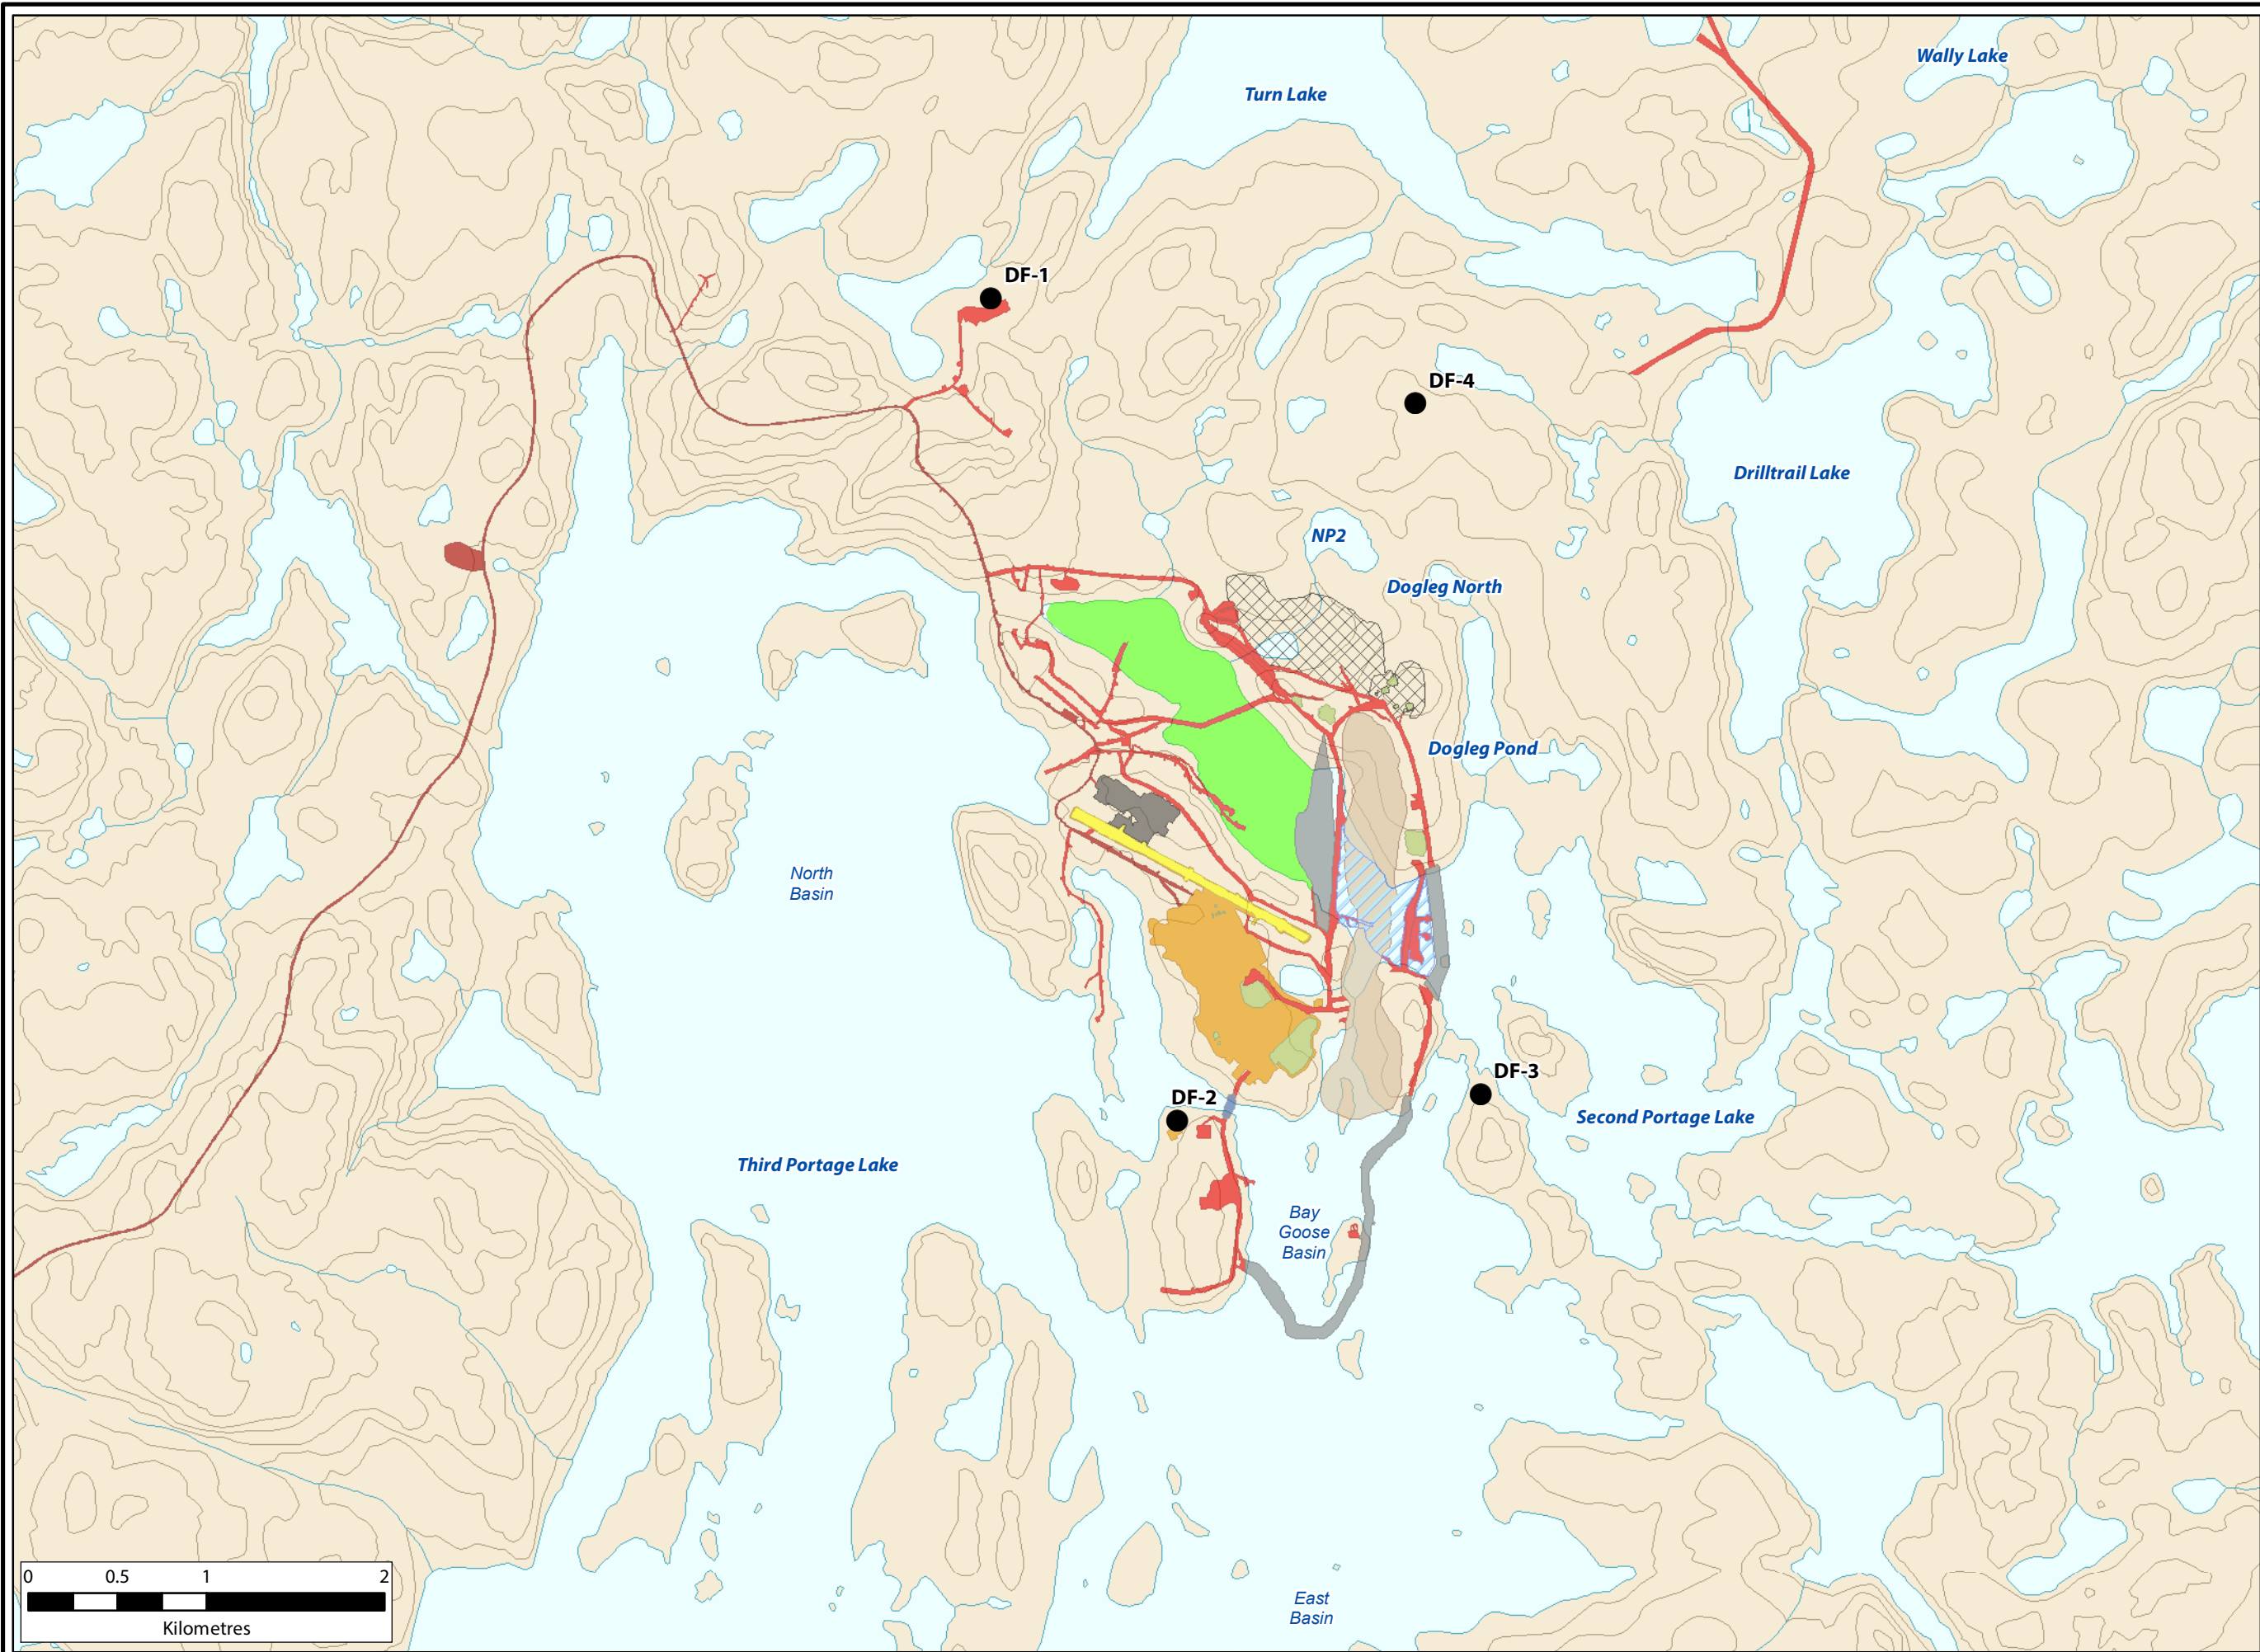 Wally Lake
Turn Lake
DF-1
DF-4
Drilltrail Lake
NP2
Dogleg North
Dogleg Pond
North
Basin
DF-3
DF-2
Second Portage Lake
Third Portage Lake
Bay
Goose
Basin
0 0.5 1 2
Kilometres
East
Basin